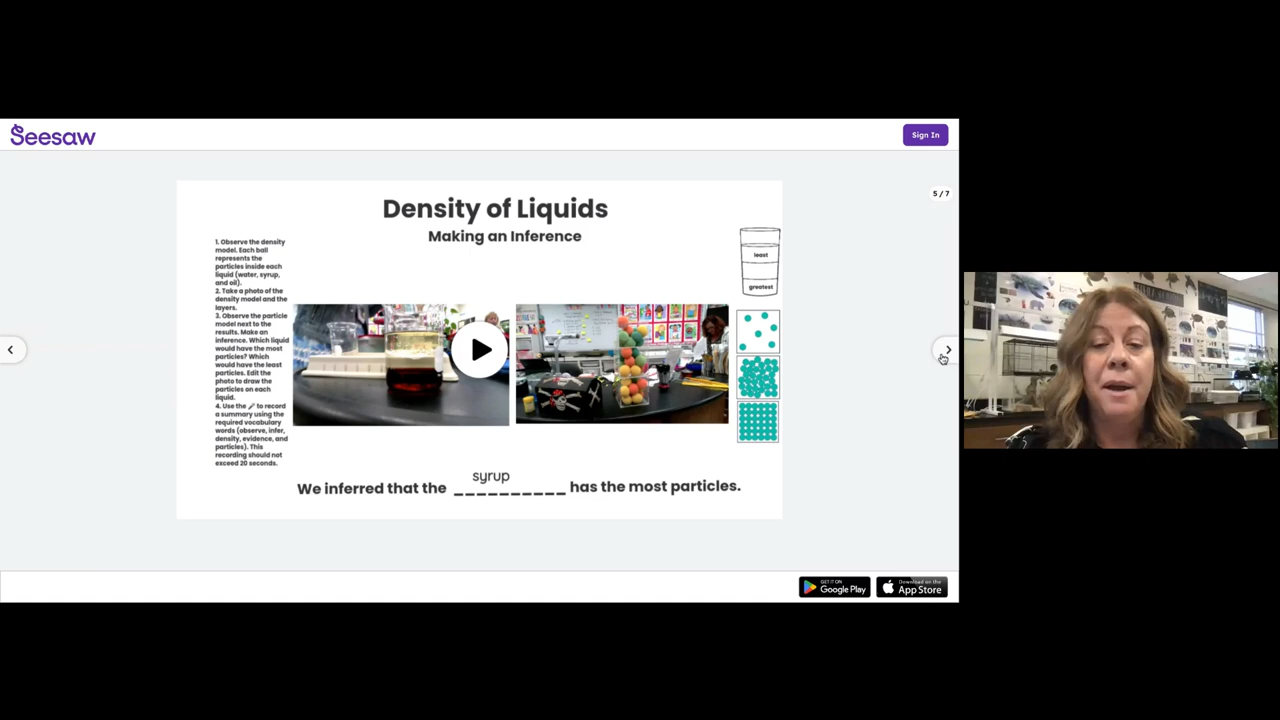 Seesaw
Sign In
5 / 7
Density of Liquids
Making an Inference
1. Observe the density
model. Each ball
represents the
particles inside each
liquid (water, syrup,
and oil).
2. Take a photo of the
density model and the
layers.
3. Observe the particle
model next to the
results. Make an
inference. Which liquid
would have the most
particles? Which
would have the least
particles. Edit the
photo to draw the
particles on each
liquid.
4. Use the to record
a summary using the
required vocabulary
words (observe, infer,
density, evidence, and
particles). This
recording should not
exceed 20 seconds.
least
greatest
syrup
We inferred that the __________ has the most particles.
GET IT ON
Google Play
Download on the
App Store